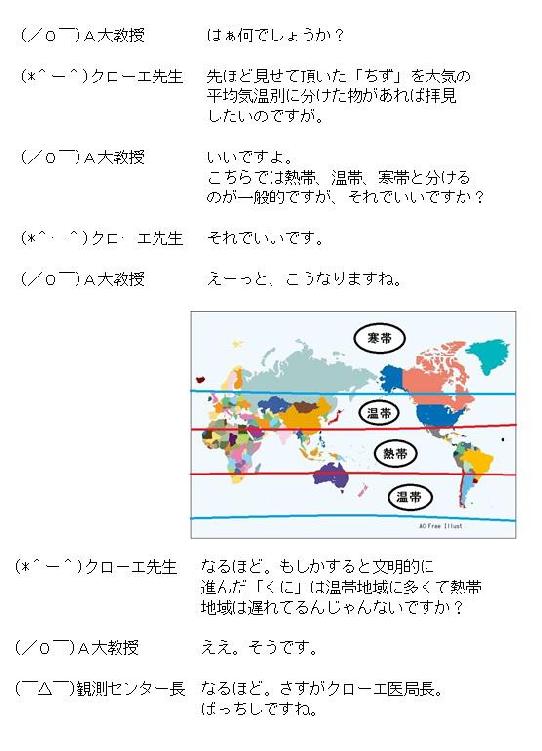 (／０￣)Ａ大教授　はぁ何でしょうか？
(*＾ー＾)クローエ先生　先ほど見せて頂いた「ちず」を大気の
平均気温別に分けた物があれば拝見
したいのですが。
(／０￣)Ａ大教授　いいですよ。
こちらでは熱帯、温帯、寒帯と分ける
のが一般的ですが、それでいいですか？
(*＾ー＾)クローエ先生　それでいいです。
(／０￣)Ａ大教授　えーっと、こうなりますね。
寒帯
温帯
熱帯
温帯
AC Free Illust
(*＾ー＾)クローエ先生　なるほど。もしかすると文明的に
進んだ「くに」は温帯地域に多くて熱帯
地域は遅れてるんじゃんないですか？
(／０￣)Ａ大教授　ええ。そうです。
(￣△￣)観測センター長　なるほど。さすがクローエ医局長。
ばっちしですね。